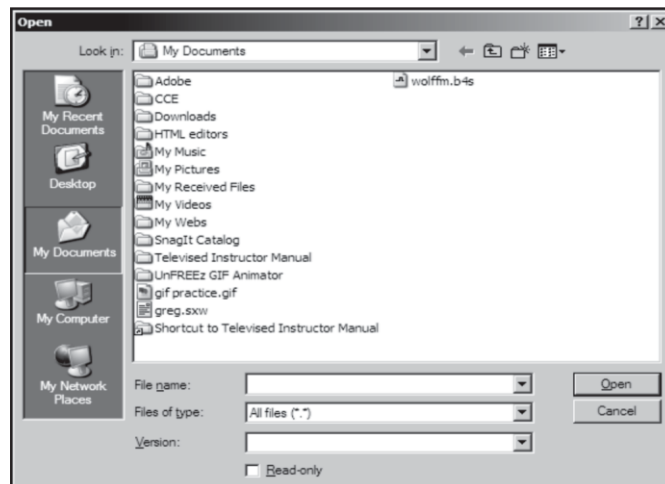 Open
Look in: My Documents
My Recent
Documents
Desktop
My Documents
My Computer
My Network
Places
Adobe
CCE
Downloads
HTML editors
My Music
My Pictures
My Received Files
My Videos
My Webs
SnagIt Catalog
Televised Instructor Manual
UnFREEz GIF Animator
gif practice.gif
greg.sxw
Shortcut to Televised Instructor Manual
wolffm.b4s
File name:
Open
Files of type: All files (*.*)
Cancel
Version:
Read-only